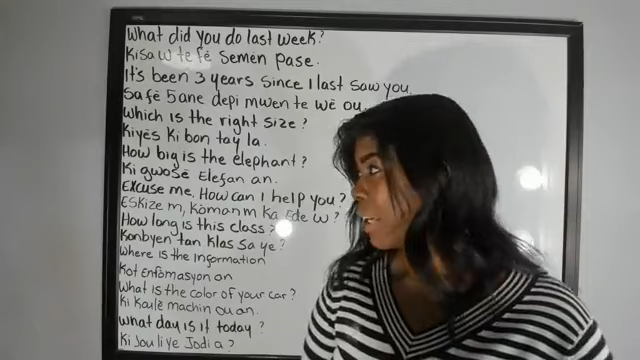 What did you do last week?
Kisa w te fè Semen pase.
It's been 3 years since I last saw you.
Sa fè 5 ane depi mwen te wè ou.
Which is the right size?
Kiyès Ki bon tay la.
How big is the elephant?
Ki gwosè Elefan an.
Excuse me, How can I help you?
ESKize m, Kòman m Ka Ede w?
How long is this class?
Konbyen tan Klas sa ye?
Where is the information
Kot enfòmasyon an
What is the color of your car?
Ki Koulè machin ou an.
What day is it today?
Ki Jou li ye Jodi a?